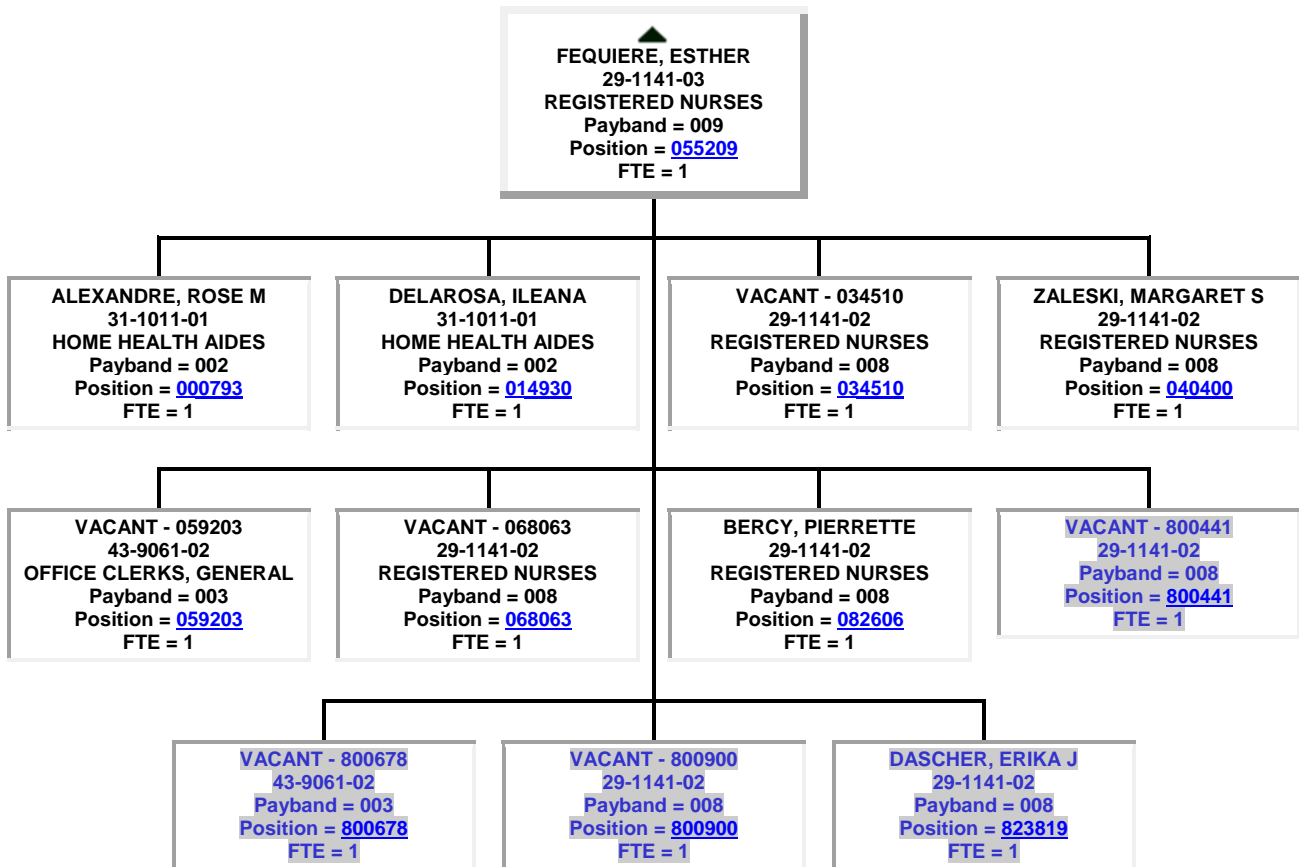 FEQUIERE, ESTHER
29-1141-03
REGISTERED NURSES
Payband = 009
Position = 055209
FTE = 1
ALEXANDRE, ROSE M
31-1011-01
HOME HEALTH AIDES
Payband = 002
Position = 000793
FTE = 1
DELAROSA, ILEANA
31-1011-01
HOME HEALTH AIDES
Payband = 002
Position = 014930
FTE = 1
VACANT - 034510
29-1141-02
REGISTERED NURSES
Payband = 008
Position = 034510
FTE = 1
ZALESKI, MARGARET S
29-1141-02
REGISTERED NURSES
Payband = 008
Position = 040400
FTE = 1
VACANT - 059203
43-9061-02
OFFICE CLERKS, GENERAL
Payband = 003
Position = 059203
FTE = 1
VACANT - 068063
29-1141-02
REGISTERED NURSES
Payband = 008
Position = 068063
FTE = 1
BERCY, PIERRETTE
29-1141-02
REGISTERED NURSES
Payband = 008
Position = 082606
FTE = 1
VACANT - 800441
29-1141-02
Payband = 008
Position = 800441
FTE = 1
VACANT - 800678
43-9061-02
Payband = 003
Position = 800678
FTE = 1
VACANT - 800900
29-1141-02
Payband = 008
Position = 800900
FTE = 1
DASCHER, ERIKA J
29-1141-02
Payband = 008
Position = 823819
FTE = 1